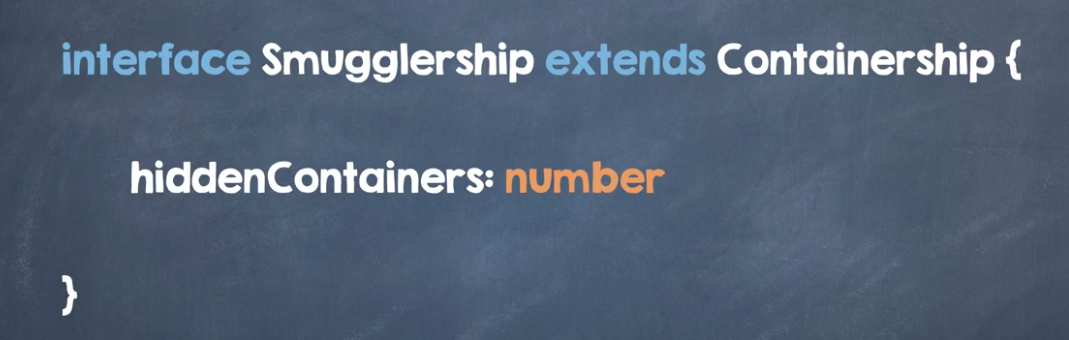 interface Smugglership extends Containership {
hiddenContainers: number
}